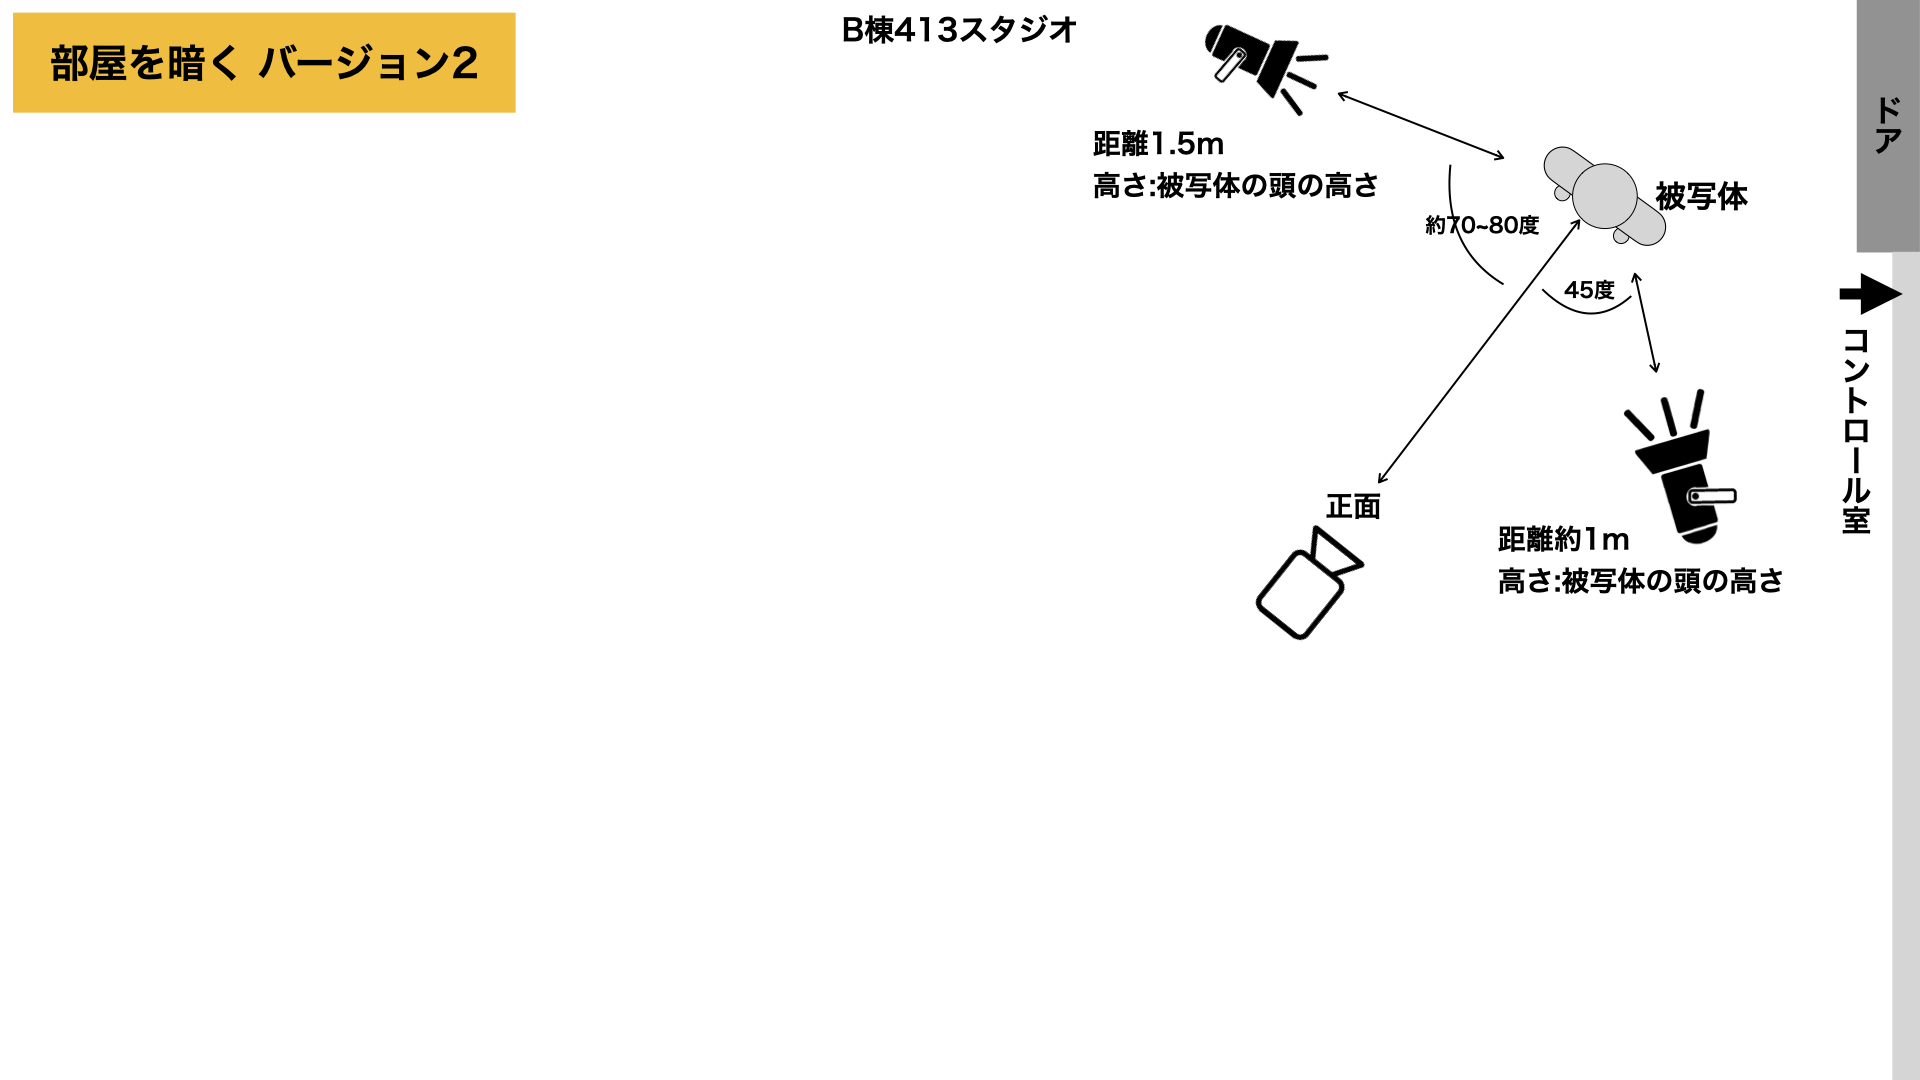 部屋を暗く バージョン2
B棟413スタジオ
距離1.5m
高さ:被写体の頭の高さ
約70~80度
被写体
45度
ドア
コントロール室
正面
距離約1m
高さ:被写体の頭の高さ